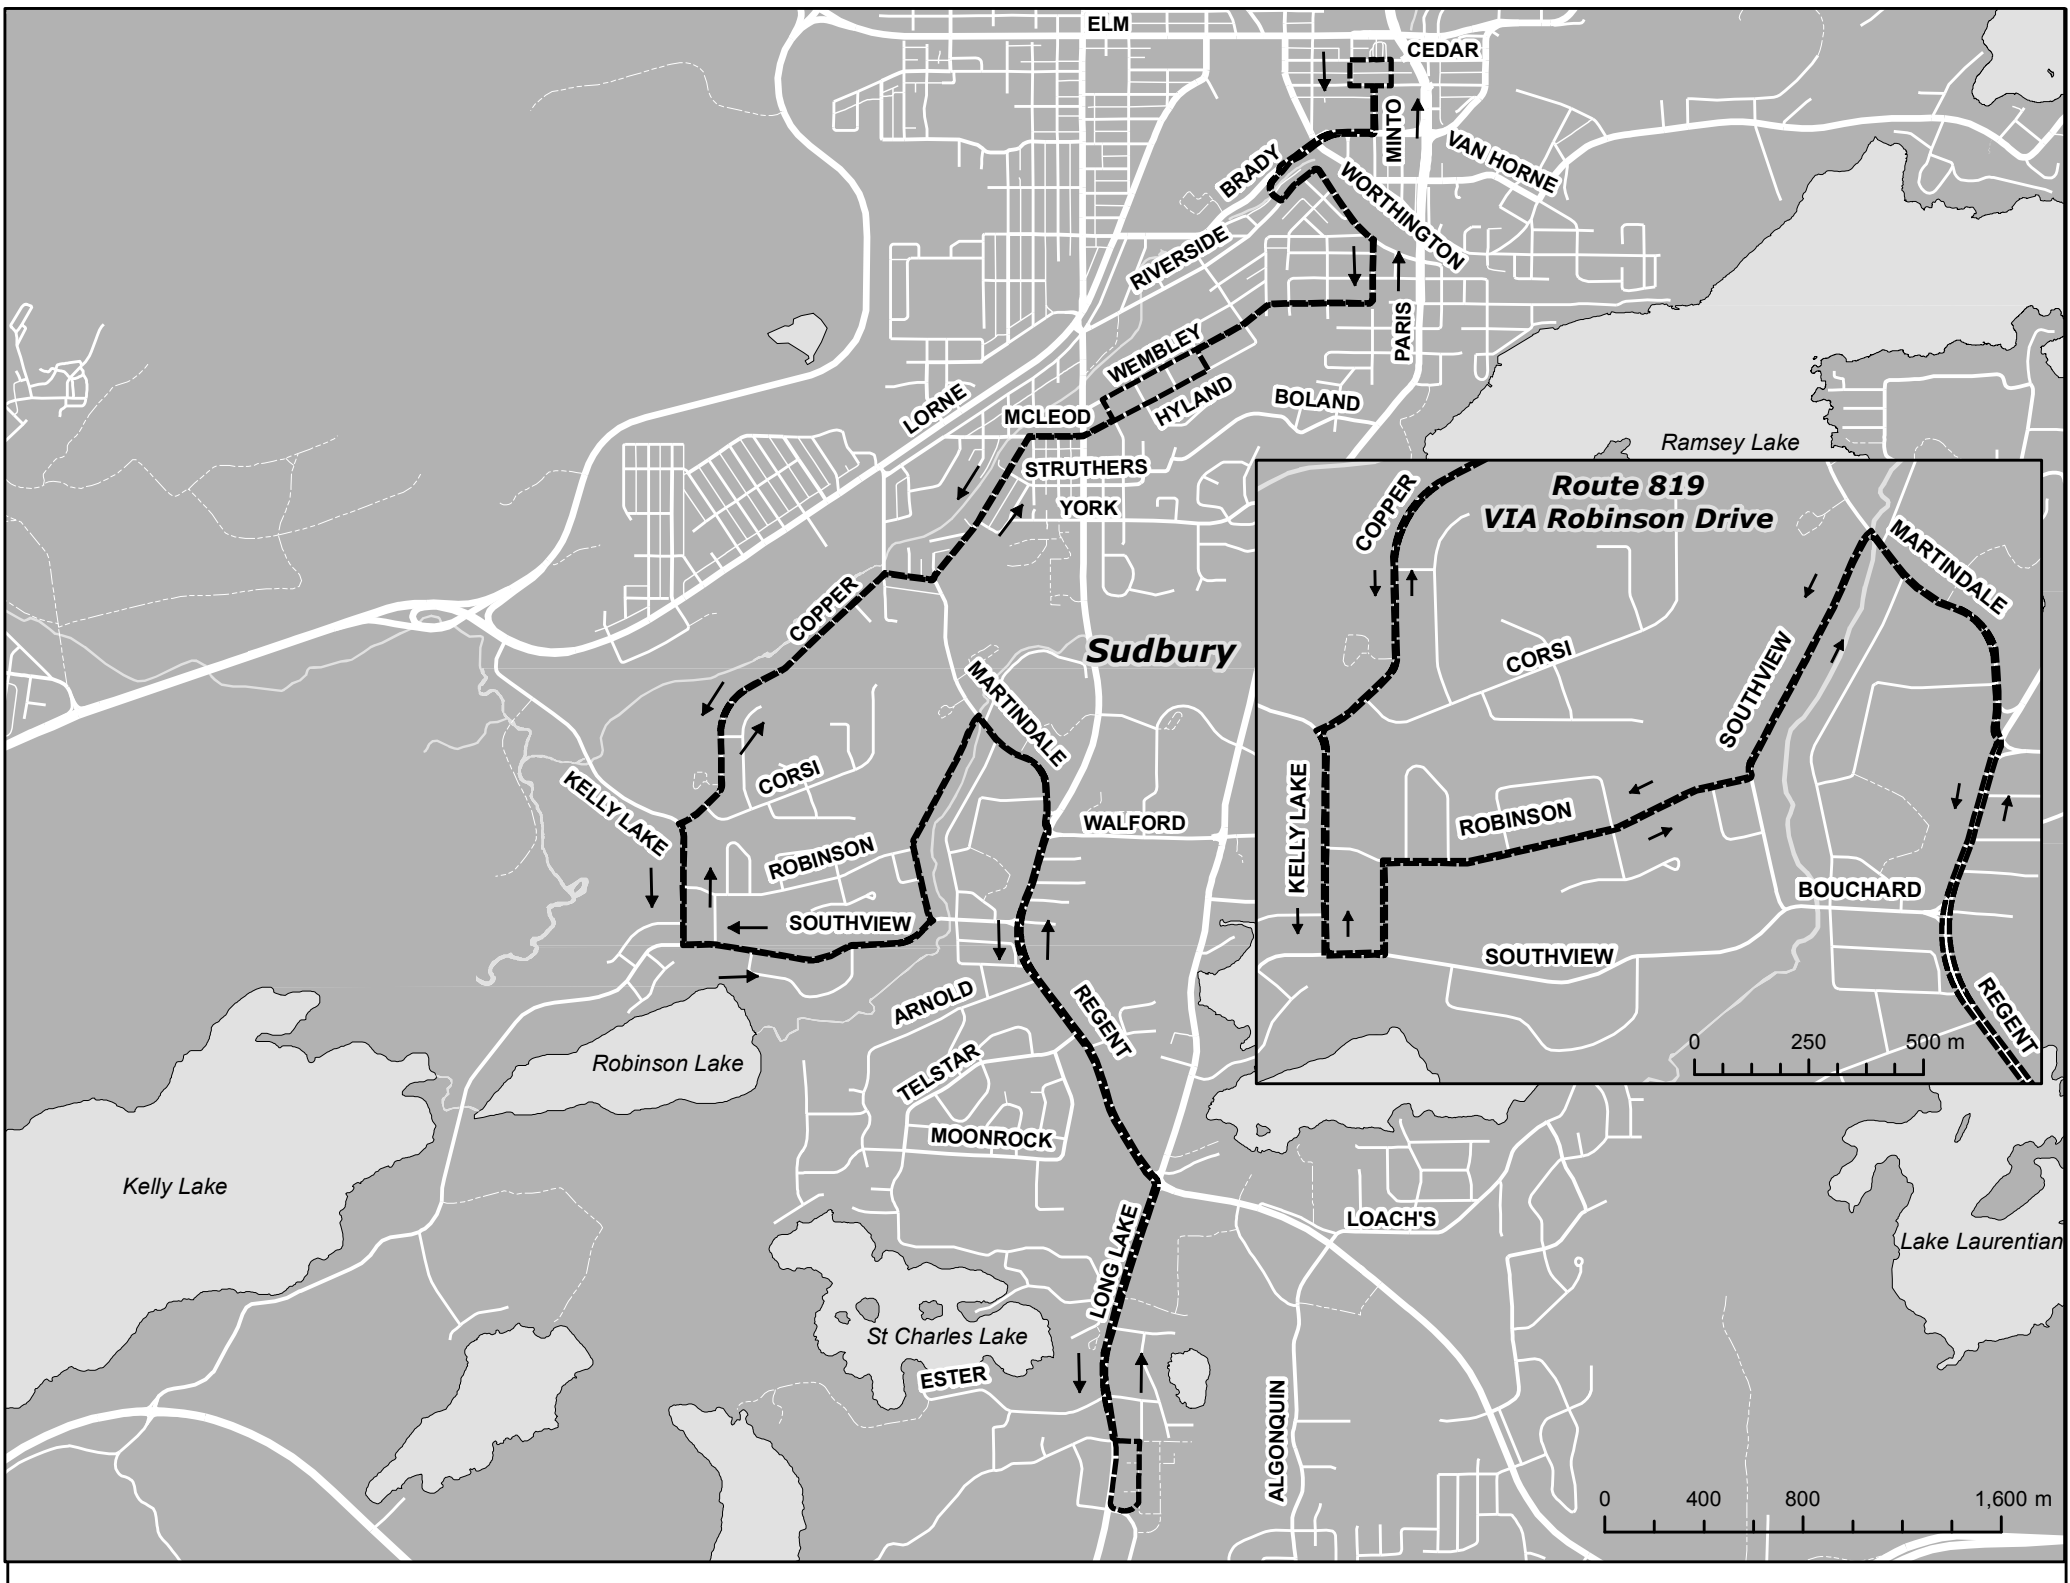 ELM
CEDAR
MINTO
VAN HORNE
BRADY
WORTHINGTON
RIVERSIDE
PARIS
WEMBLEY
HYLAND
BOLAND
LORNE
MCLEOD
STRUTHERS
YORK
Ramsey Lake
COPPER
Sudbury
MARTINDALE
CORSI
KELLY LAKE
WALFORD
ROBINSON
SOUTHVIEW
ARNOLD
REGENT
Robinson Lake
TELSTAR
MOONROCK
Kelly Lake
LOACH'S
Lake Laurentian
LONG LAKE
St Charles Lake
ESTER
ALGONQUIN
0 400 800 1,600 m
Route 819
VIA Robinson Drive
COPPER
MARTINDALE
CORSI
SOUTHVIEW
KELLY LAKE
ROBINSON
BOUCHARD
SOUTHVIEW
REGENT
0 250 500 m